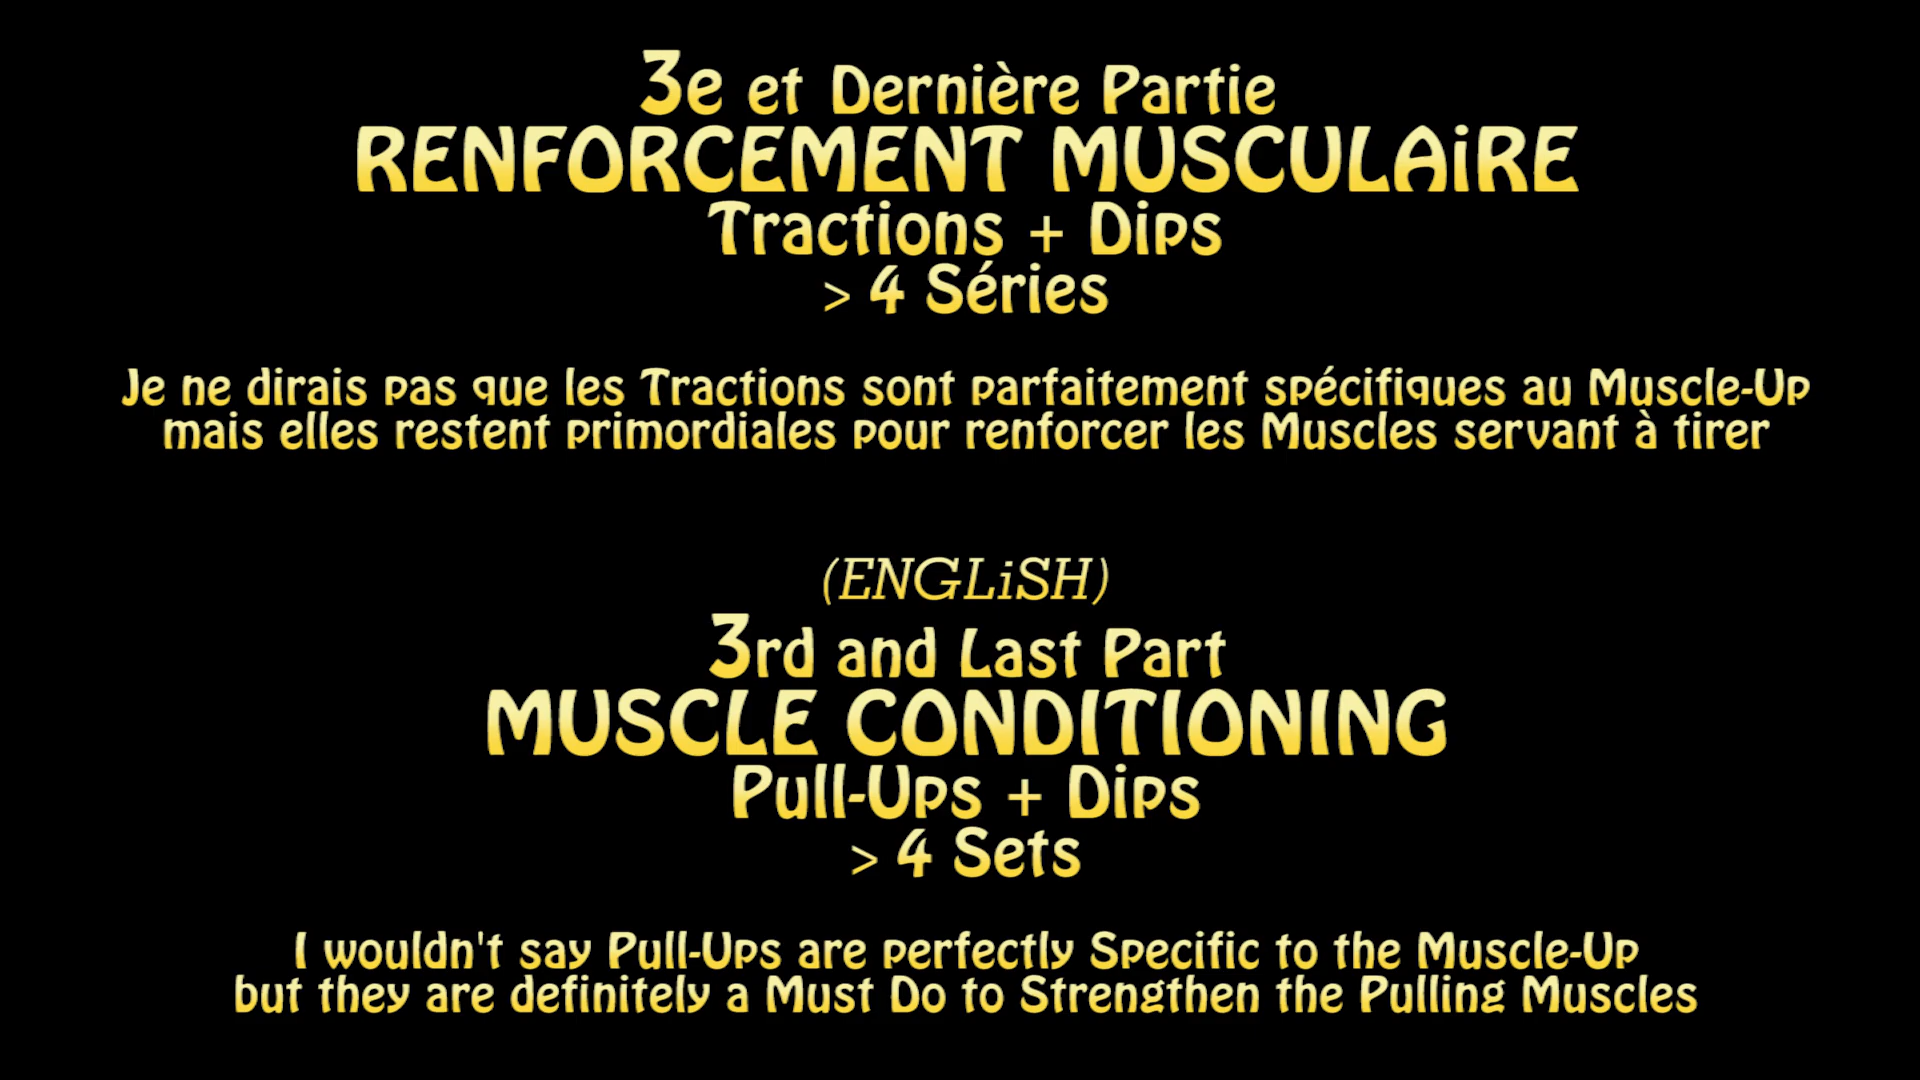 3e et Dernière Partie
RENFORCEMENT MUSCULAiRE
Tractions + Dips
> 4 Séries
Je ne dirais pas que les Tractions sont parfaitement spécifiques au Muscle-Up
mais elles restent primordiales pour renforcer les Muscles servant à tirer
(ENGLiSH)
3rd and Last Part
MUSCLE CONDITIONING
Pull-Ups + Dips
> 4 Sets
I wouldn't say Pull-Ups are perfectly Specific to the Muscle-Up
but they are definitely a Must Do to Strengthen the Pulling Muscles